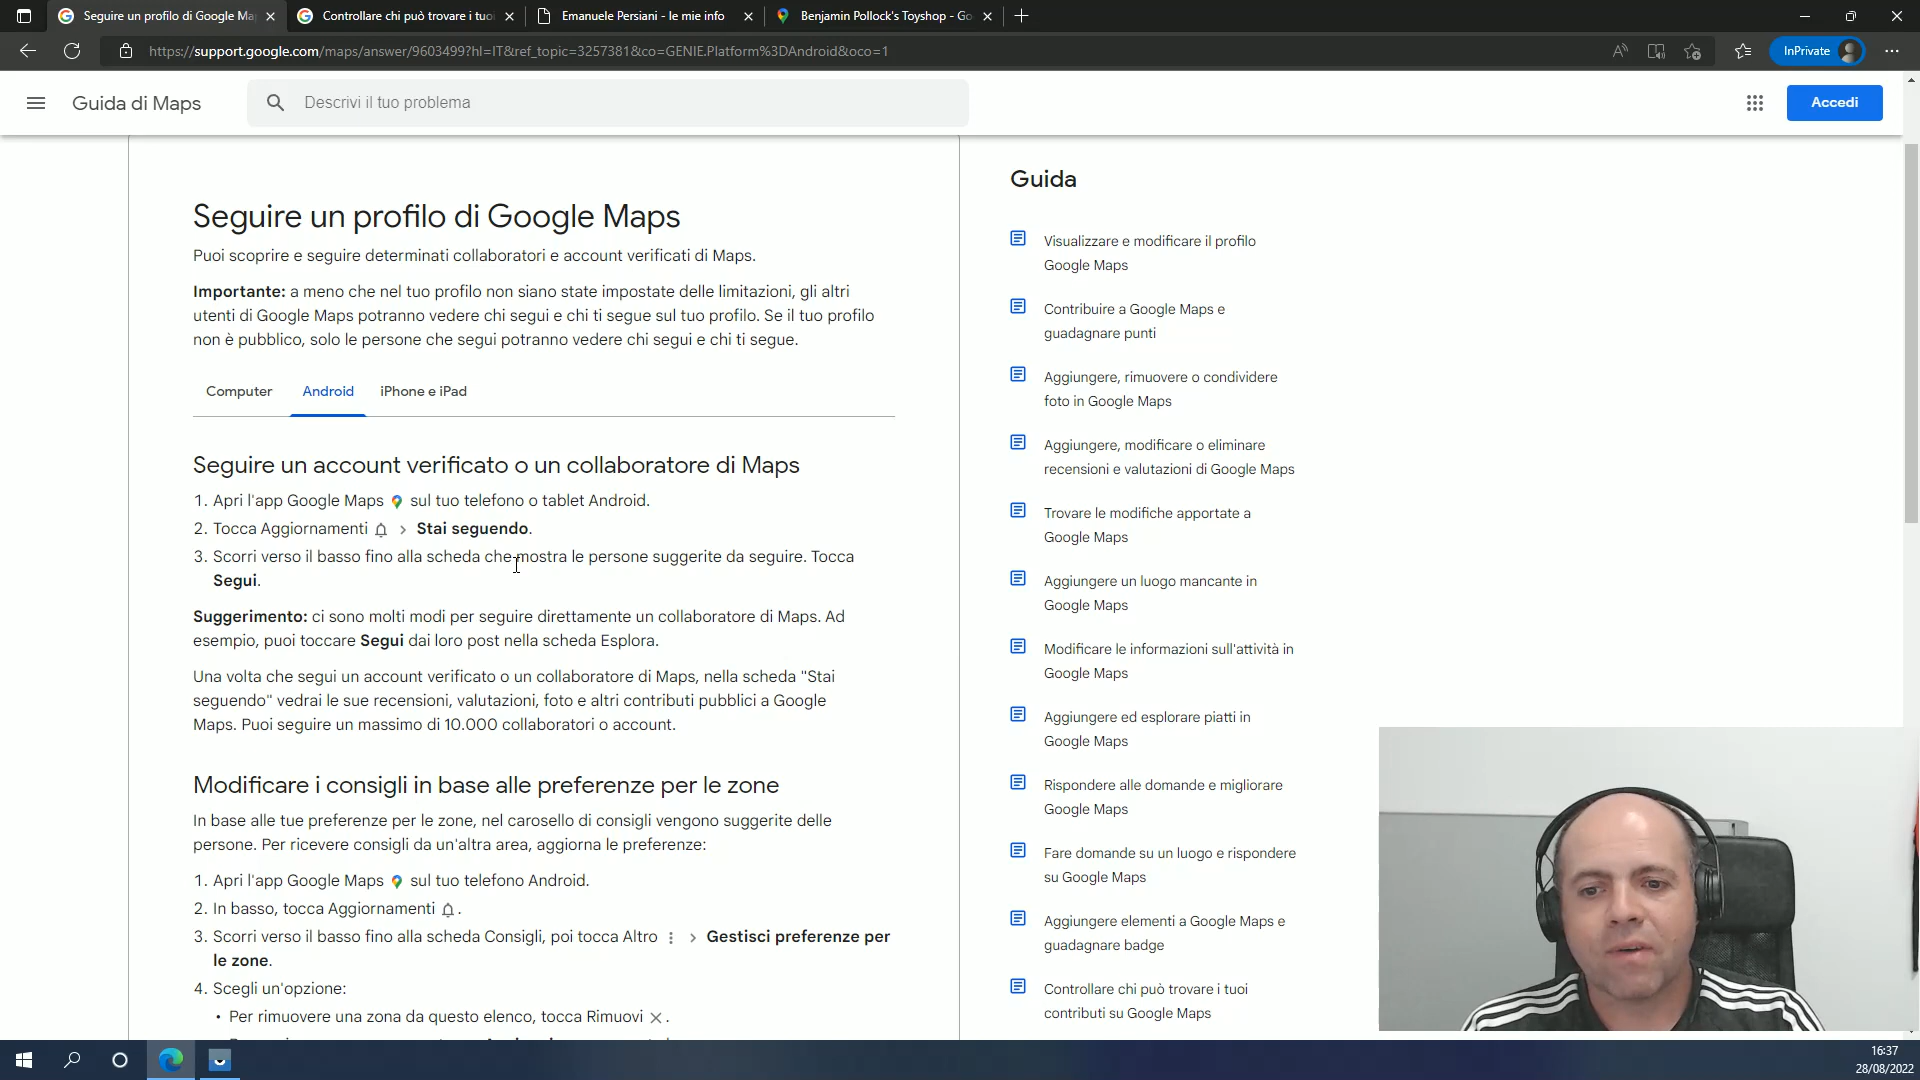 Seguire un profilo di Google Ma
Controllare chi può trovare i tuoi
Emanuele Persiani - le mie info
Benjamin Pollock's Toyshop - Go
https://support.google.com/maps/answer/9603499?hl=IT&ref_topic=3257381&co=GENIE.Platform%3DAndroid&oco=1
InPrivate
Guida di Maps
Descrivi il tuo problema
Accedi
Seguire un profilo di Google Maps
Puoi scoprire e seguire determinati collaboratori e account verificati di Maps.
Importante: a meno che nel tuo profilo non siano state impostate delle limitazioni, gli altri
utenti di Google Maps potranno vedere chi segui e chi ti segue sul tuo profilo. Se il tuo profilo
non è pubblico, solo le persone che segui potranno vedere chi segui e chi ti segue.
Computer
Android
iPhone e iPad
Seguire un account verificato o un collaboratore di Maps
1. Apri l'app Google Maps sul tuo telefono o tablet Android.
2. Tocca Aggiornamenti > Stai seguendo.
3. Scorri verso il basso fino alla scheda che mostra le persone suggerite da seguire. Tocca
Segui.
Suggerimento: ci sono molti modi per seguire direttamente un collaboratore di Maps. Ad
esempio, puoi toccare Segui dai loro post nella scheda Esplora.
Una volta che segui un account verificato o un collaboratore di Maps, nella scheda "Stai
seguendo" vedrai le sue recensioni, valutazioni, foto e altri contributi pubblici a Google
Maps. Puoi seguire un massimo di 10.000 collaboratori o account.
Modificare i consigli in base alle preferenze per le zone
In base alle tue preferenze per le zone, nel carosello di consigli vengono suggerite delle
persone. Per ricevere consigli da un'altra area, aggiorna le preferenze:
1. Apri l'app Google Maps sul tuo telefono Android.
2. In basso, tocca Aggiornamenti .
3. Scorri verso il basso fino alla scheda Consigli, poi tocca Altro > Gestisci preferenze per
le zone.
4. Scegli un'opzione:
• Per rimuovere una zona da questo elenco, tocca Rimuovi .
Guida
Visualizzare e modificare il profilo
Google Maps
Contribuire a Google Maps e
guadagnare punti
Aggiungere, rimuovere o condividere
foto in Google Maps
Aggiungere, modificare o eliminare
recensioni e valutazioni di Google Maps
Trovare le modifiche apportate a
Google Maps
Aggiungere un luogo mancante in
Google Maps
Modificare le informazioni sull'attività in
Google Maps
Aggiungere ed esplorare piatti in
Google Maps
Rispondere alle domande e migliorare
Google Maps
Fare domande su un luogo e rispondere
su Google Maps
Aggiungere elementi a Google Maps e
guadagnare badge
Controllare chi può trovare i tuoi
contributi su Google Maps
16:37
28/08/2022